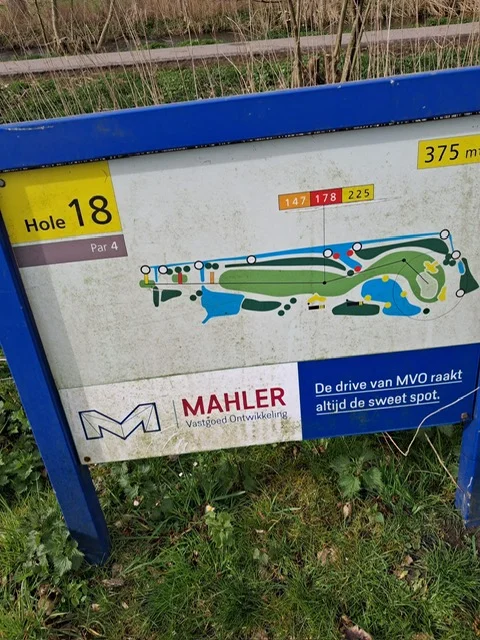 Hole 18
Par 4
147 178 225
375 mt
MAHLER
Vastgoed Ontwikkeling
De drive van MVO raakt
altijd de sweet spot.